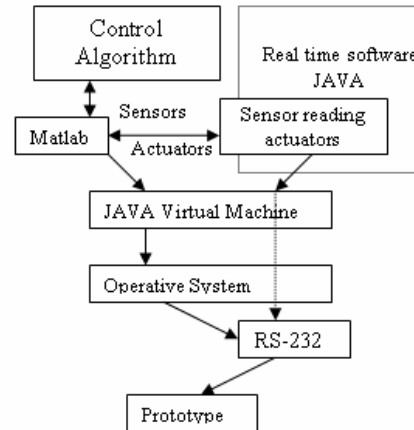 Control
Algorithm
Real time software
JAVA
Sensors
Matlab
Actuators
Sensor reading
actuators
JAVA Virtual Machine
Operative System
RS-232
Prototype